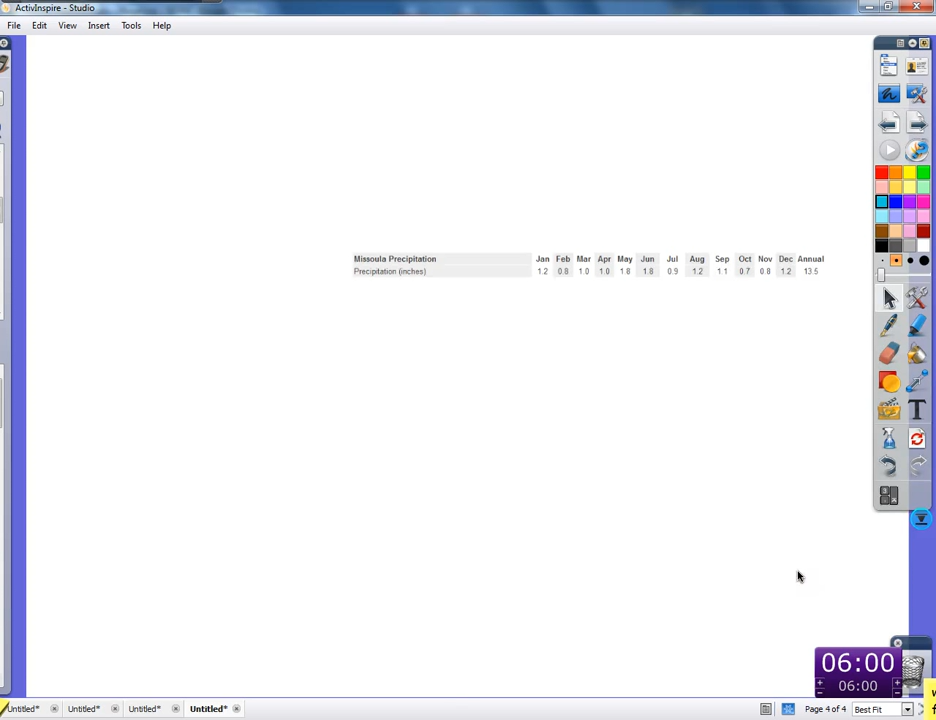 ActivInspire - Studio
File Edit View Insert Tools Help
Missoula Precipitation Jan Feb Mar Apr May Jun Jul Aug Sep Oct Nov Dec Annual
Precipitation (inches) 1.2 0.8 1.0 1.0 1.8 1.8 0.9 1.2 1.1 0.7 0.8 1.2 13.5
T
06:00
06:00
Untitled* Untitled* Untitled* Untitled* Page 4 of 4 Best Fit